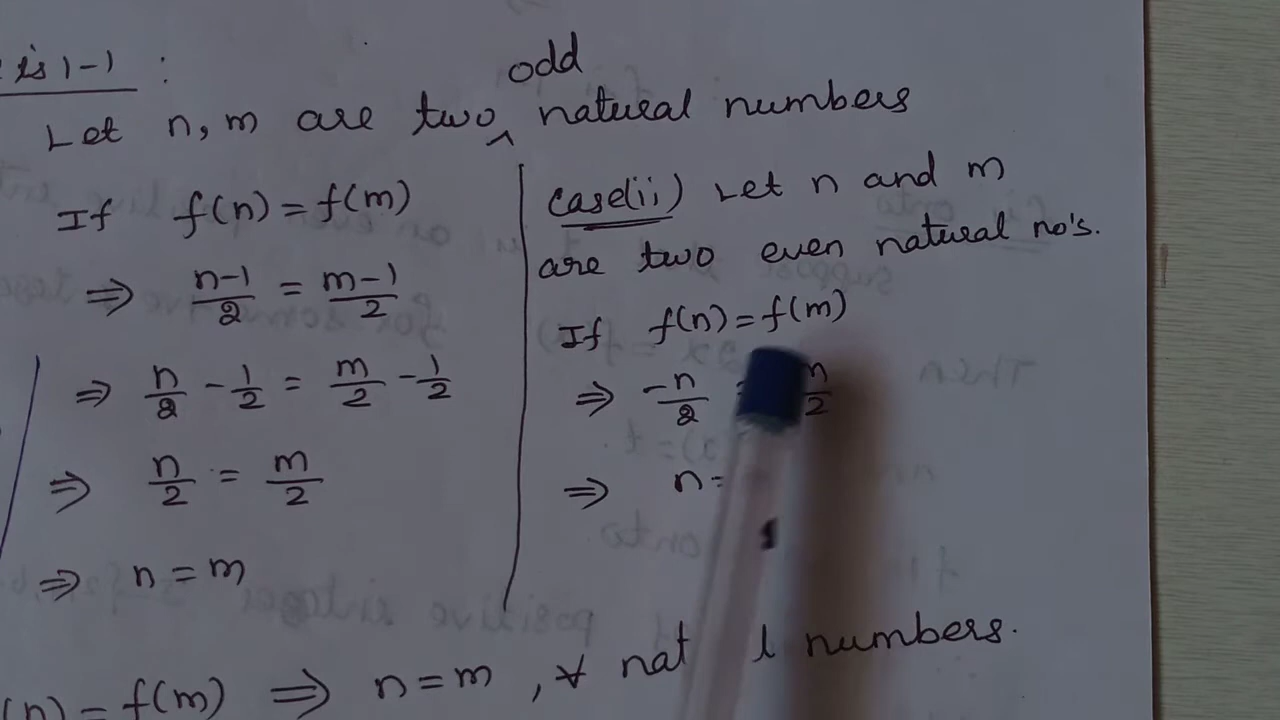 is 1-1 :
odd
Let n, m are two ^ natural numbers
If f(n) = f(m)
⇒ n-1/2 = m-1/2
⇒ n/2 - 1/2 = m/2 - 1/2
⇒ n/2 = m/2
⇒ n = m
Case(ii) Let n and m
are two even natural no's.
If f(n) = f(m)
⇒ -n/2
⇒ n =
(n) = f(m) ⇒ n = m , ∀ numbers.